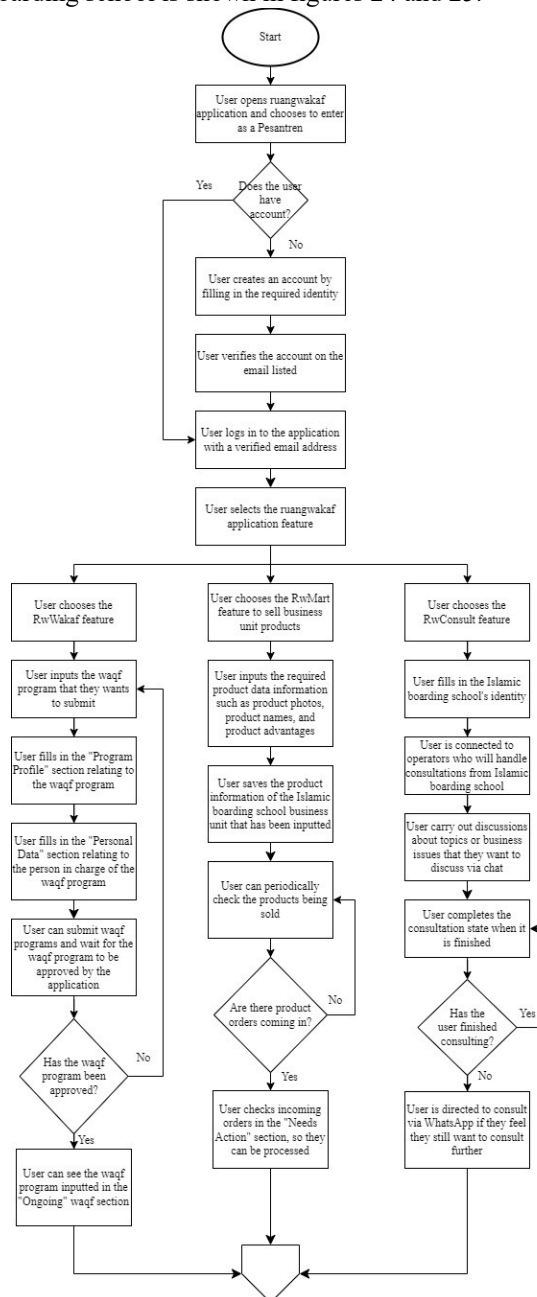 oarding school is shown in figures 24 and 25.
Start
User opens ruangwakaf
application and chooses to enter
as a Pesantren
Yes
Does the user
have
account?
No
User creates an account by
filling in the required identity
User verifies the account on the
email listed
User logs in to the application
with a verified email address
User selects the ruangwakaf
application feature
User chooses the
RwWakaf feature
User inputs the waqf
program that they wants
to submit
User fills in the "Program
Profile" section relating to
the waqf program
User fills in the "Personal
Data" section relating to
the person in charge of the
waqf program
User can submit waqf
programs and wait for the
waqf program to be
approved by the
application
Has the waqf
program been
approved?
No
Yes
User can see the waqf
program inputted in the
"Ongoing" waqf section
User chooses the RwMart
feature to sell business
unit products
User inputs the required
product data information
such as product photos,
product names, and
product advantages
User saves the product
information of the Islamic
boarding school business
unit that has been inputted
User can periodically
check the products being
sold
Are there product
orders coming in?
No
Yes
User checks incoming
orders in the "Needs
Action" section, so they
can be processed
User chooses the
RwConsult feature
User fills in the Islamic
boarding school's identity
User is connected to
operators who will handle
consultations from Islamic
boarding school
User carry out discussions
about topics or business
issues that they want to
discuss via chat
User completes the
consultation state when it
is finished
Has the
user finished
consulting?
Yes
No
User is directed to consult
via WhatsApp if they feel
they still want to consult
further